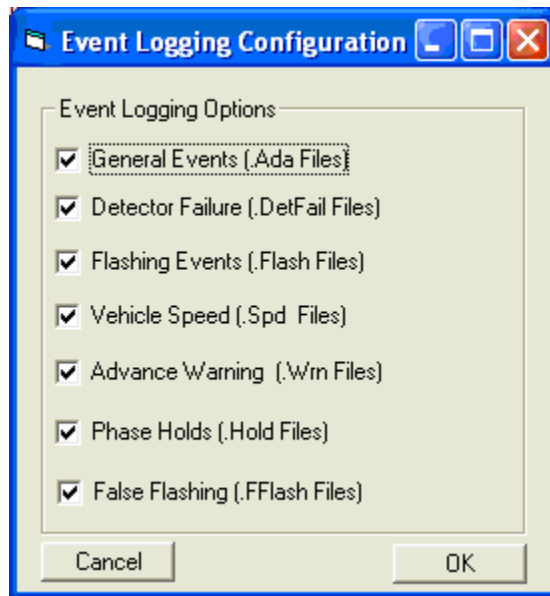 Event Logging Configuration
Event Logging Options
General Events (.Ada Files)
Detector Failure (.DetFail Files)
Flashing Events (.Flash Files)
Vehicle Speed (.Spd  Files)
Advance Warning  (.Wrn Files)
Phase Holds (.Hold Files)
False Flashing (.FFlash Files)
Cancel OK